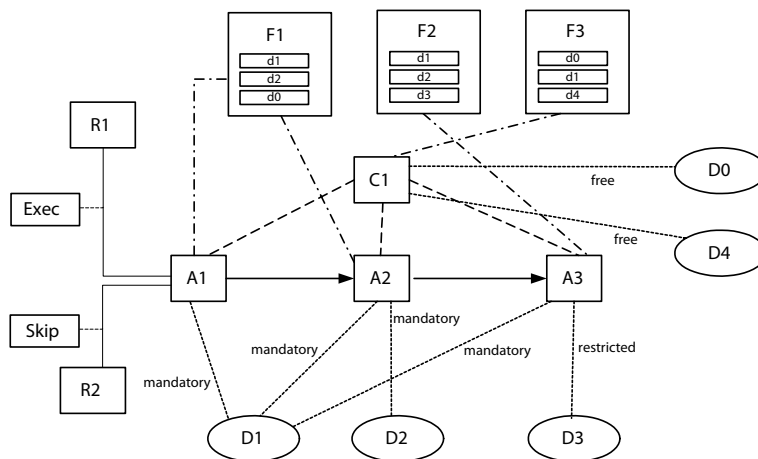 F1
d1
d2
d0
F2
d1
d2
d3
F3
d0
d1
d4
R1
Exec
C1
free
D0
free
D4
A1
A2
A3
Skip
R2
mandatory
mandatory
mandatory
mandatory
restricted
D1
D2
D3